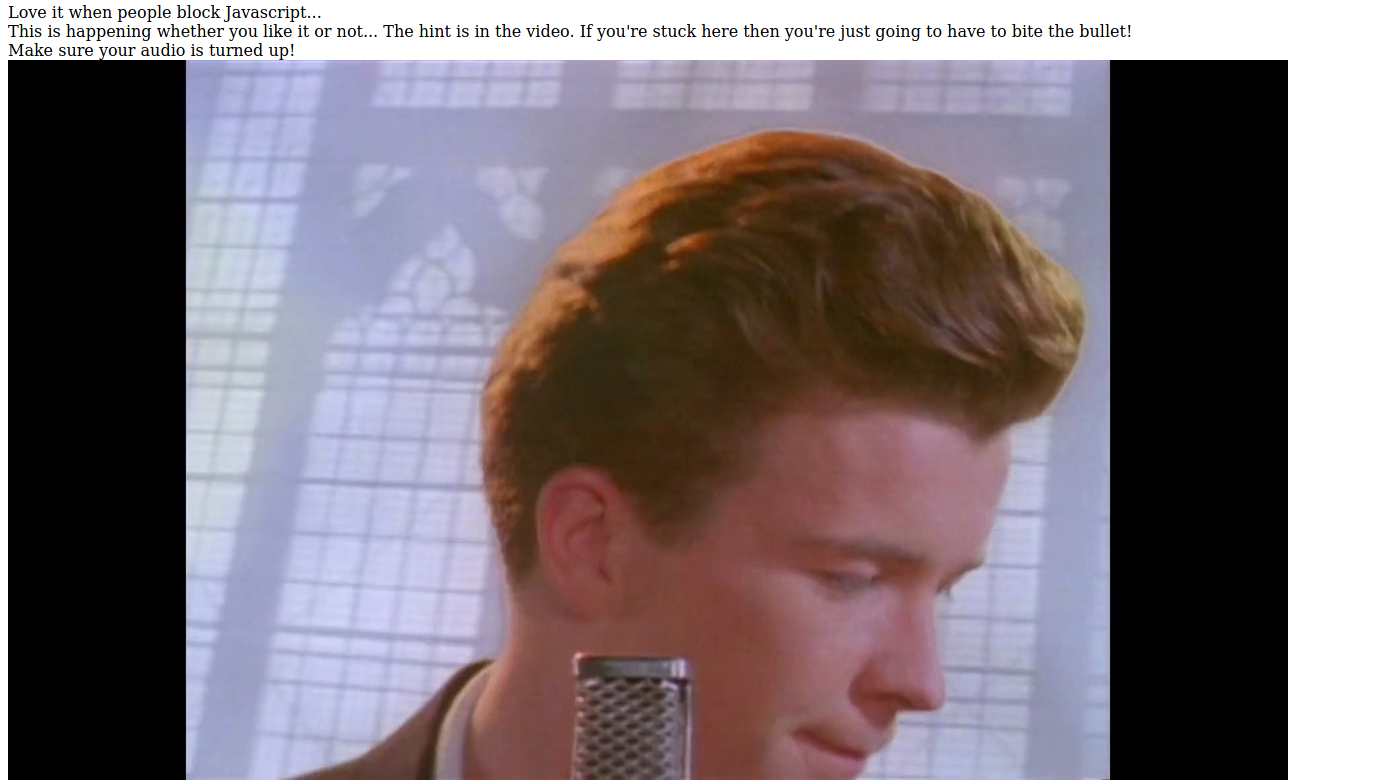 Love it when people block Javascript...
This is happening whether you like it or not... The hint is in the video. If you're stuck here then you're just going to have to bite the bullet!
Make sure your audio is turned up!